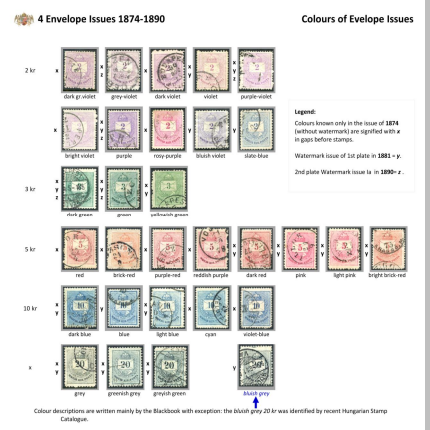 4 Envelope Issues 1874-1890
Colours of Evelope Issues
2 kr
x x y z x x x y z
dark gr.violet grey-violet dark violet violet purple-violet
Legend:
Colours known only in the issue of 1874
(without watermark) are signified with x
in gaps before stamps.
Watermark issue of 1st plate in 1881 = y.
2nd plate Watermark issue Ia in 1890= z .
bright violet purple rosy-purple bluish violet slate-blue
3 kr
dark green green yellowish green
5 kr
red brick-red purple-red reddish purple dark red pink light pink bright brick-red
10 kr
dark blue blue light blue cyan violet-blue
x
grey greenish grey greyish green bluish grey
Colour descriptions are written mainly by the Blackbook with exception: the bluish grey 20 kr was identified by recent Hungarian Stamp
Catalogue.